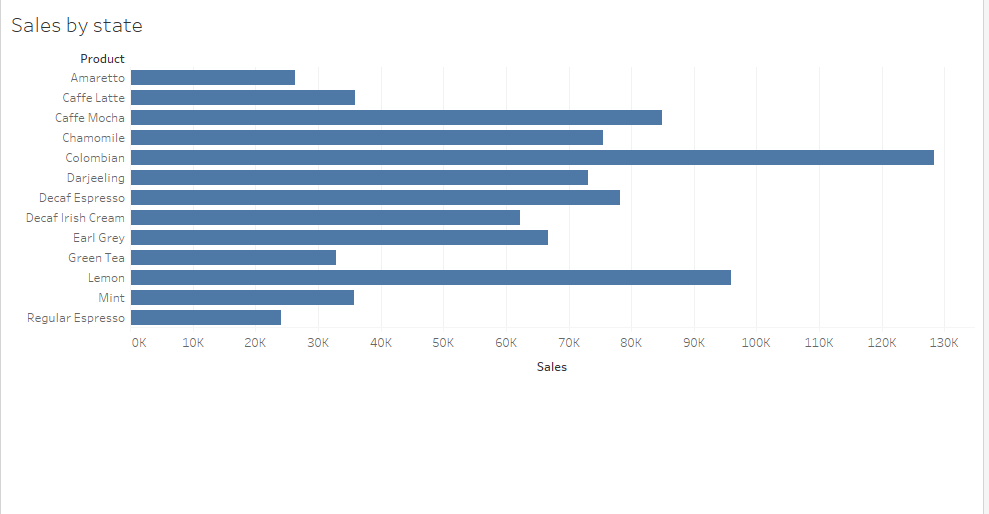 Sales by state
Product
Amaretto
Caffe Latte
Caffe Mocha
Chamomile
Colombian
Darjeeling
Decaf Espresso
Decaf Irish Cream
Earl Grey
Green Tea
Lemon
Mint
Regular Espresso
0K 10K 20K 30K 40K 50K 60K 70K 80K 90K 100K 110K 120K 130K
Sales